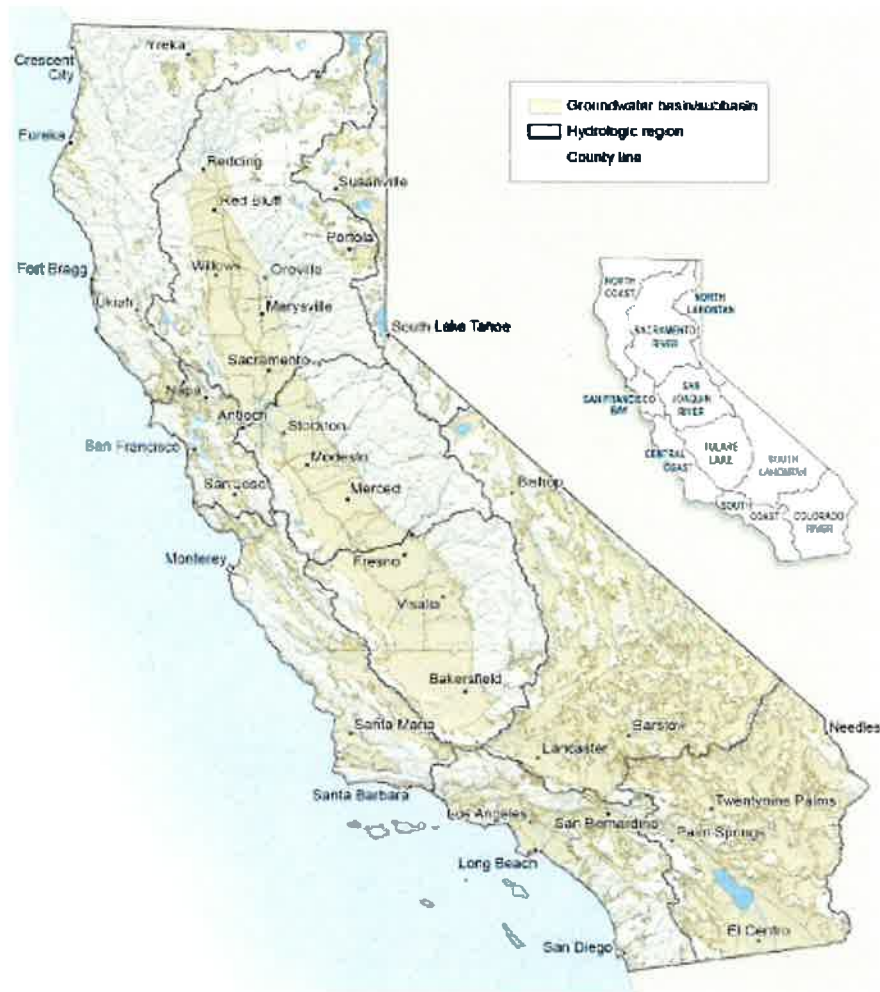 Yreka
Crescent
City
Groundwater basin/subbasin
Hydrologic region
County line
Eureka
Redding
Susanville
Red Bluff
Portola
Fort Bragg
Willows
Oroville
Ukiah
Marysville
South Lake Tahoe
Sacramento
Napa
Antioch
Stockton
San Francisco
Modesto
San Jose
Merced
Bishop
Monterey
Fresno
Visalia
Bakersfield
Santa Maria
Barstow
Needles
Lancaster
Santa Barbara
Los Angeles
San Bernardino
Twentynine Palms
Palm Springs
Long Beach
El Centro
San Diego
NORTH
COAST
NORTH
LAHONTAN
SACRAMENTO
RIVER
SAN FRANCISCO
BAY
SAN
JOAQUIN
RIVER
CENTRAL
COAST
TULARE
LAKE
SOUTH
LAHONTAN
SOUTH
COAST
COLORADO
RIVER